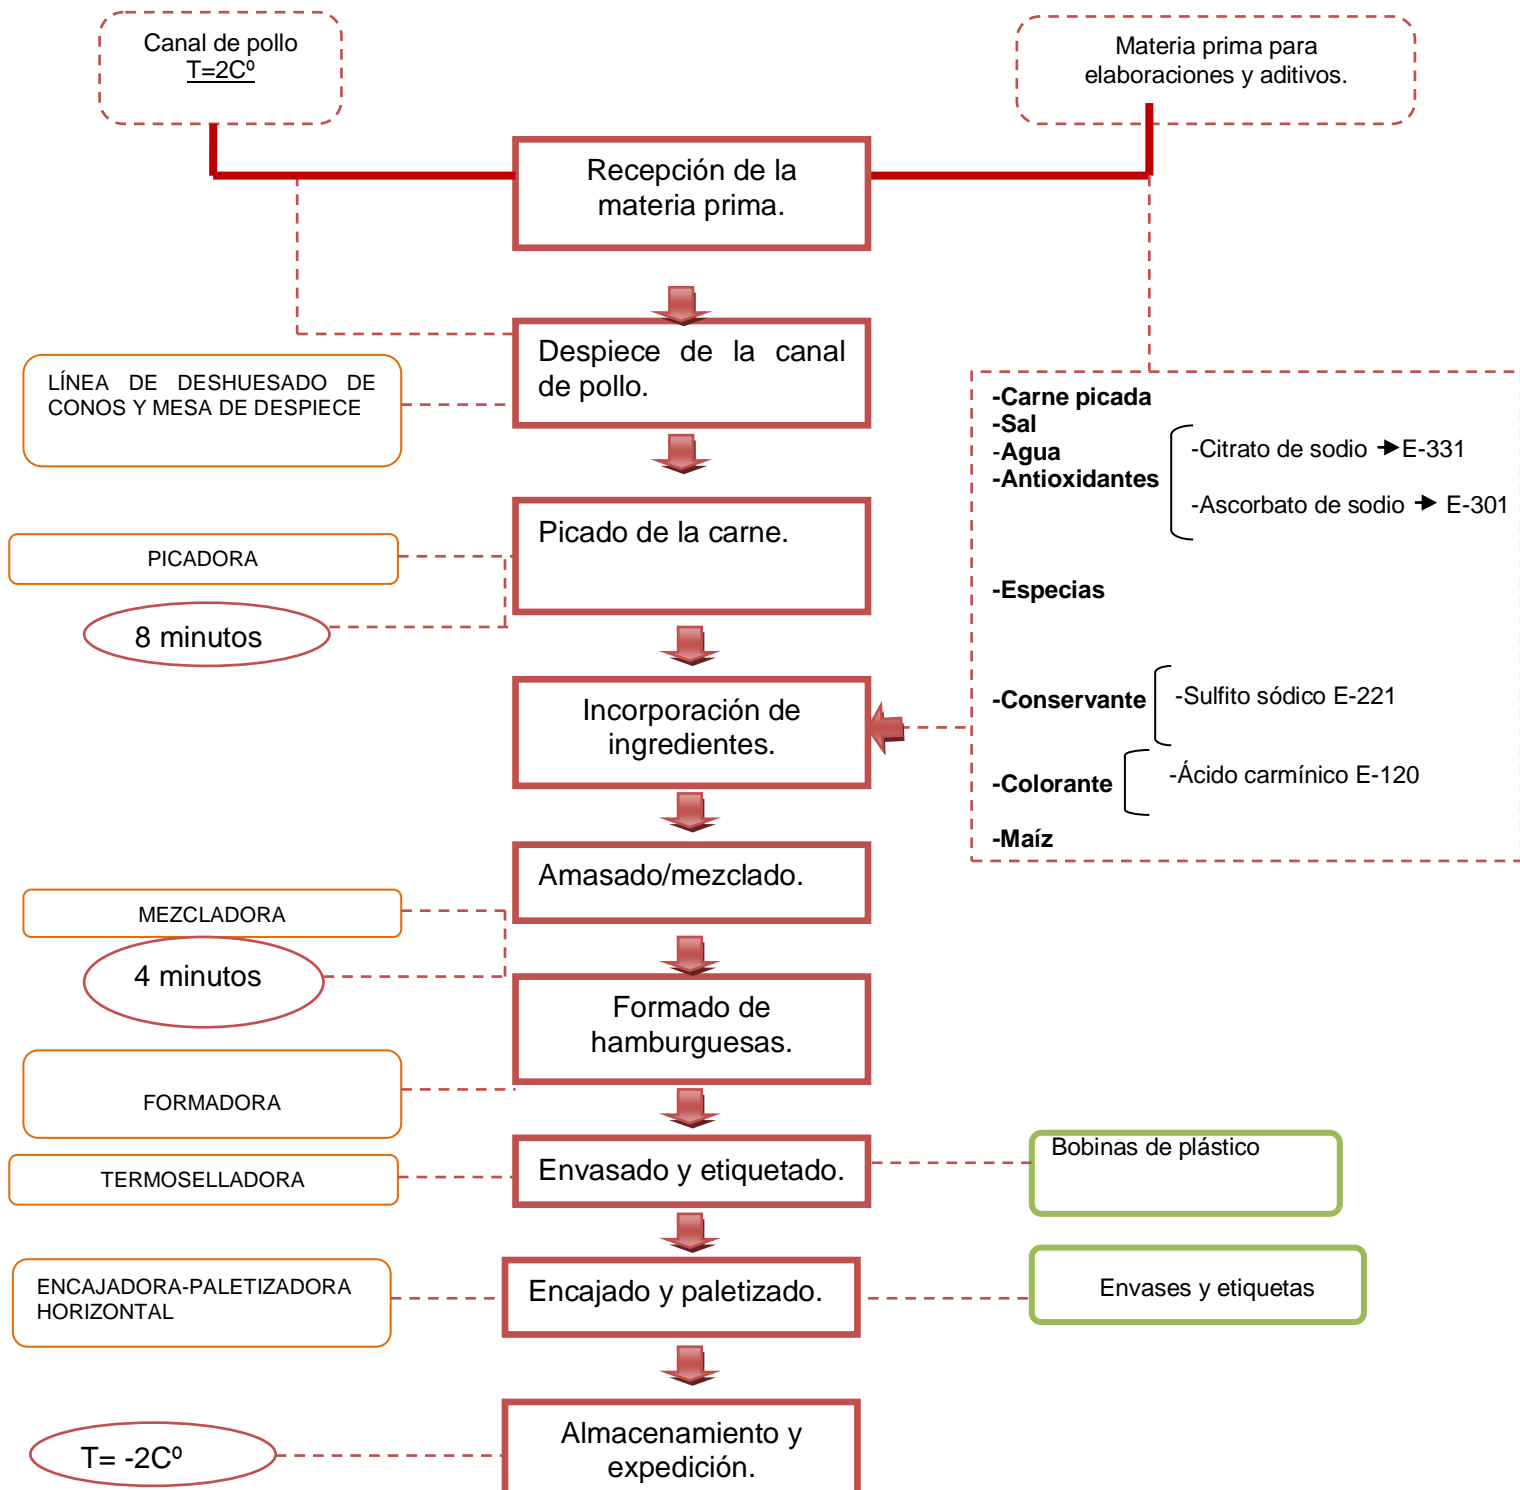 Canal de pollo
T=2Cº
Materia prima para
elaboraciones y aditivos.
Recepción de la
materia prima.
Despiece de la canal
de pollo.
LÍNEA DE DESHUESADO DE
CONOS Y MESA DE DESPIECE
-Carne picada
-Sal
-Agua
-Antioxidantes
-Citrato de sodio → E-331
-Ascorbato de sodio → E-301
-Especias
-Conservante
-Sulfito sódico E-221
-Colorante
-Ácido carmínico E-120
-Maíz
Picado de la carne.
PICADORA
8 minutos
Incorporación de
ingredientes.
Amasado/mezclado.
MEZCLADORA
4 minutos
Formado de
hamburguesas.
FORMADORA
Envasado y etiquetado.
TERMOSELLADORA
Bobinas de plástico
Encajado y paletizado.
ENCAJADORA-PALETIZADORA
HORIZONTAL
Envases y etiquetas
Almacenamiento y
expedición.
T= -2Cº